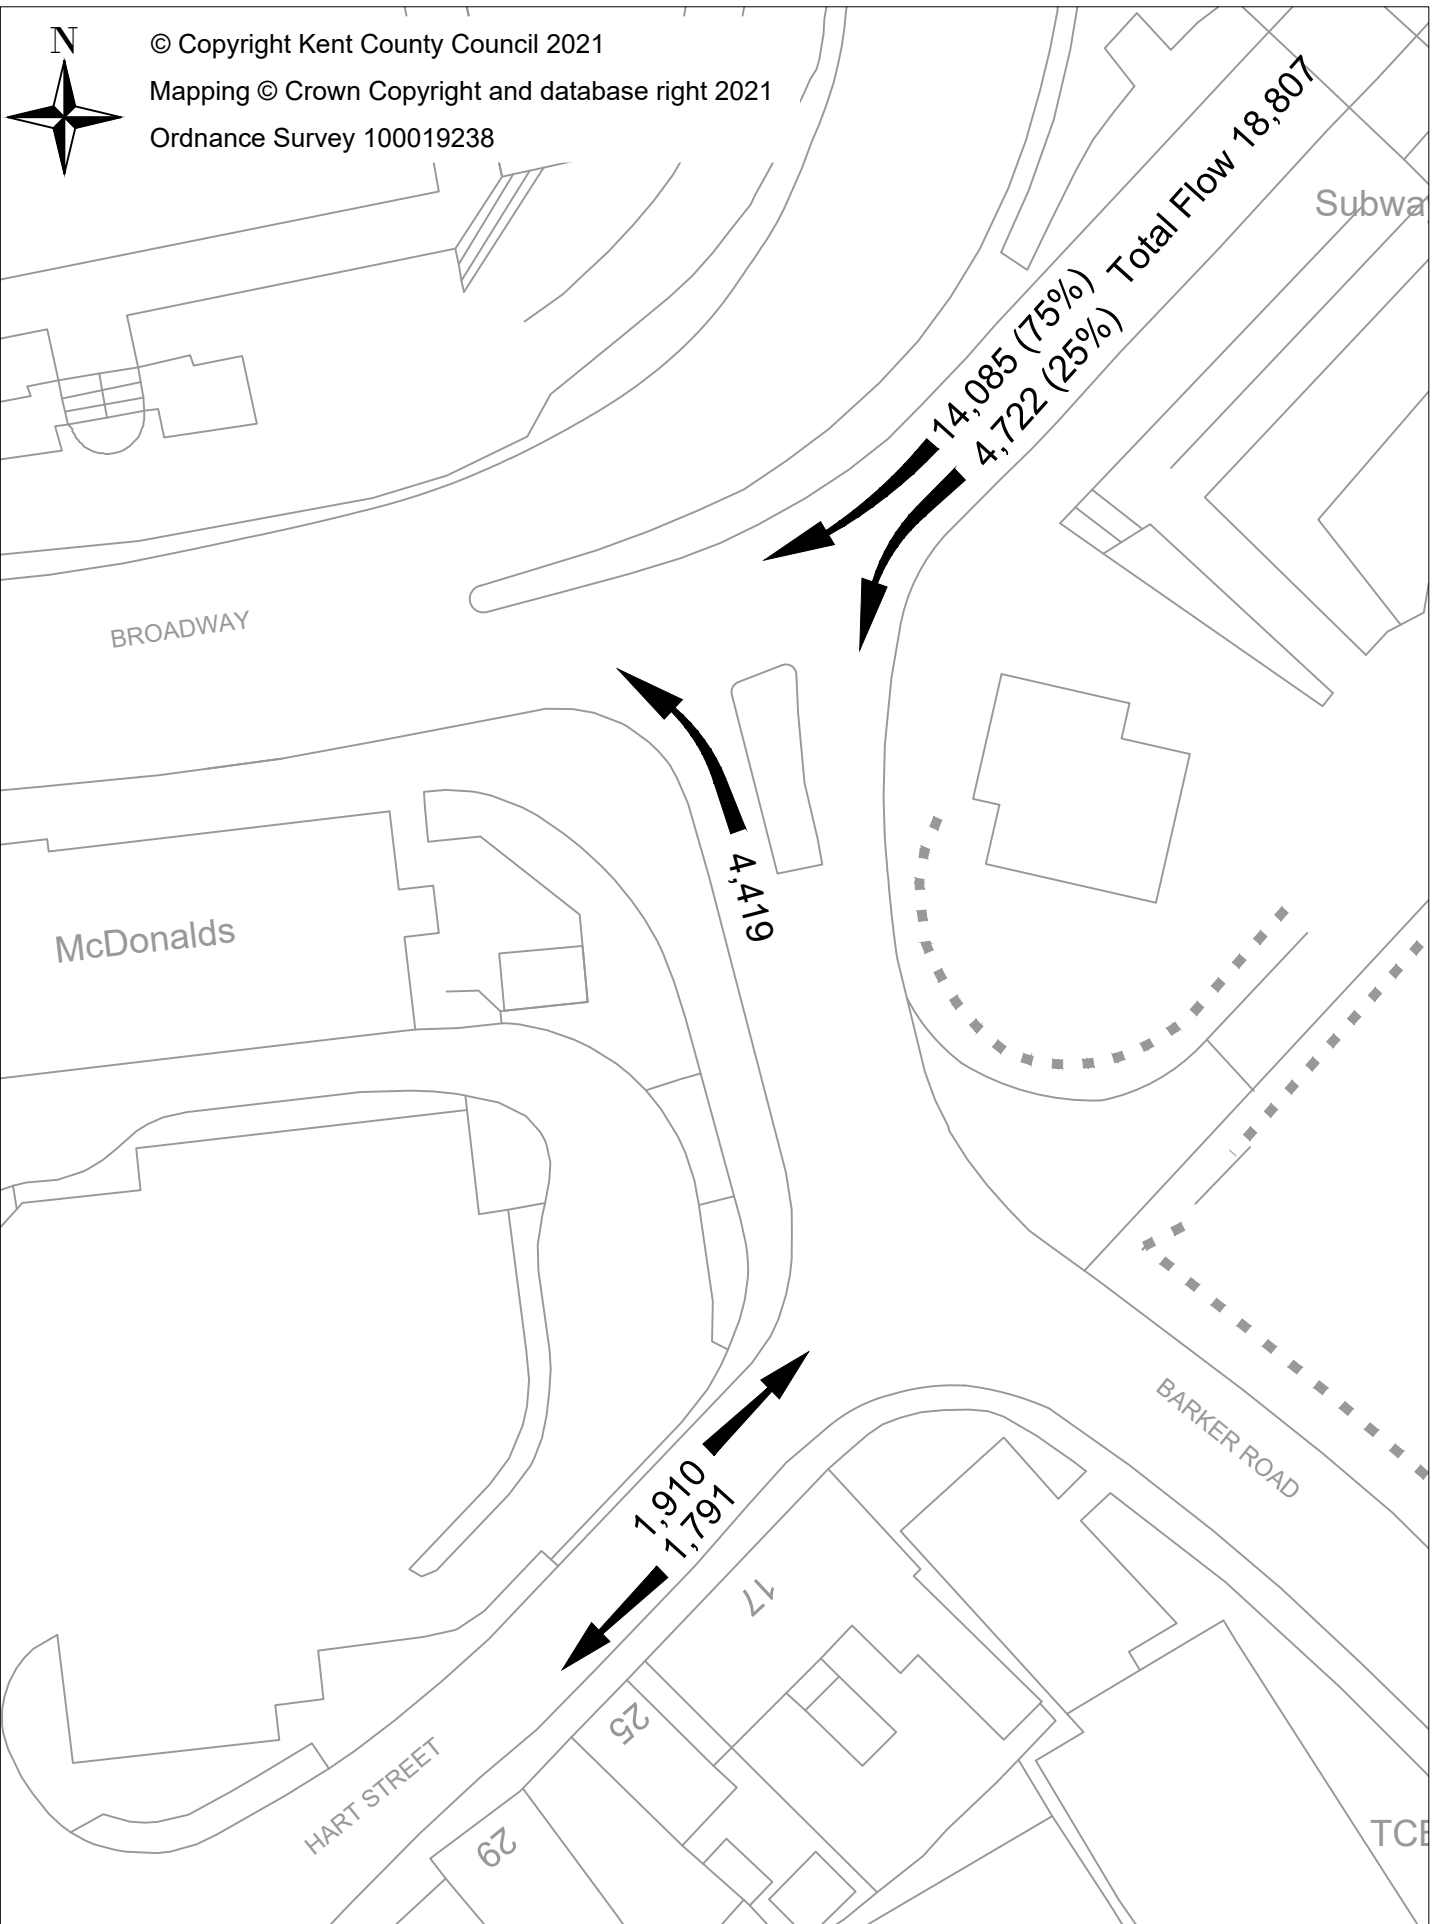 N
© Copyright Kent County Council 2021
Mapping © Crown Copyright and database right 2021
Ordnance Survey 100019238
Total Flow 18,807
Subwa
14,085 (75%)
4,722 (25%)
BROADWAY
4,419
McDonalds
BARKER ROAD
1,910
1,791
17
25
HART STREET
29
TCE